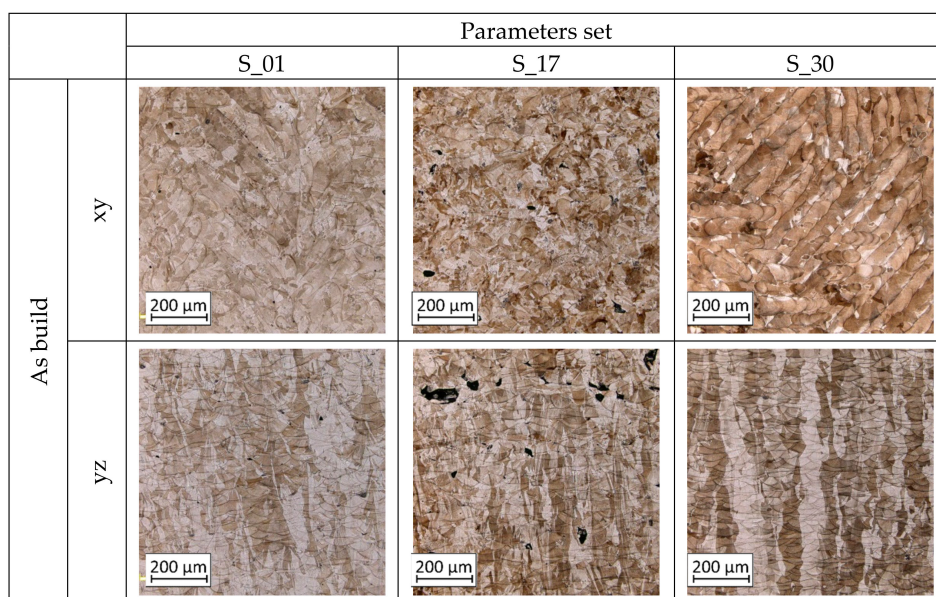 Parameters set
S_01 S_17 S_30
As build
xy
200 µm 200 µm 200 µm
yz
200 µm 200 µm 200 µm